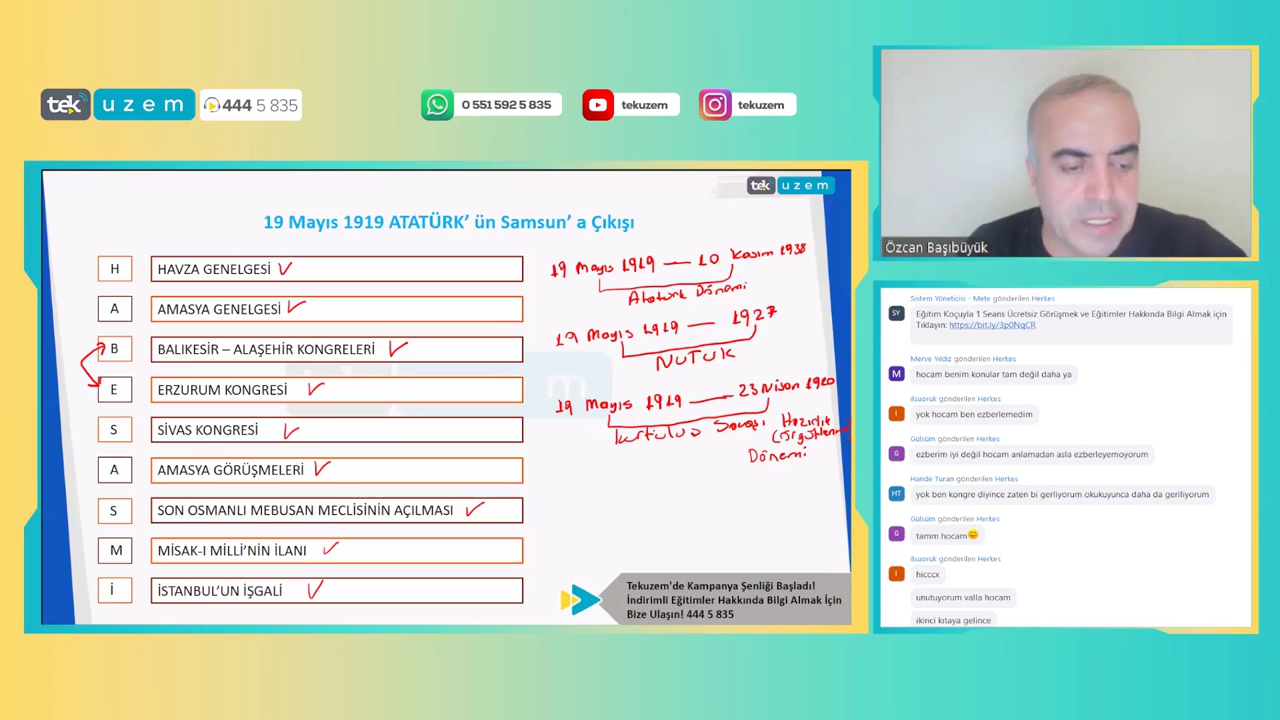 tek uzem 444 5 835
0 551 592 5 835
tekuzem
tekuzem
tek uzem
19 Mayıs 1919 ATATÜRK’ ün Samsun’ a Çıkışı
H HAVZA GENELGESİ
A AMASYA GENELGESİ
B BALIKESİR – ALAŞEHİR KONGRELERİ
E ERZURUM KONGRESİ
S SİVAS KONGRESİ
A AMASYA GÖRÜŞMELERİ
S SON OSMANLI MEBUSAN MECLİSİNİN AÇILMASI
M MİSAK-I MİLLİ’NİN İLANI
İ İSTANBUL’UN İŞGALİ
19 Mayıs 1919 — 10 Kasım 1938
Atatürk Dönemi
19 Mayıs 1919 — 1927
NUTUK
19 Mayıs 1919 — 23 Nisan 1920
Kurtuluş Savaşı Hazırlık
Dönemi
Tekuzem'de Kampanya Şenliği Başladı!
İndirimli Eğitimler Hakkında Bilgi Almak İçin
Bize Ulaşın! 444 5 835
Özcan Başıbüyük
Sistem Yöneticisi - Mete gönderilen Herkes
SY Eğitim Koçuyla 1 Seans Ücretsiz Görüşmek ve Eğitimler Hakkında Bilgi Almak için
Tıklayın: https://bit.ly/3p0NqCR
Merve Yıldız gönderilen Herkes
M hocam benim konular tam değil daha ya
ilsuoruk gönderilen Herkes
I yok hocam ben ezberlemedim
Gülsüm gönderilen Herkes
G ezberim iyi değil hocam anlamadan asla ezberleyemoyorum
Hande Turan gönderilen Herkes
HT yok ben kongre diyince zaten bi gerliyorum okukuyunca daha da geriliyorum
Gülsüm gönderilen Herkes
G tamm hocam😊
ilsuoruk gönderilen Herkes
I hicccx
unutuyorum valla hocam
ikinci kıtaya gelince